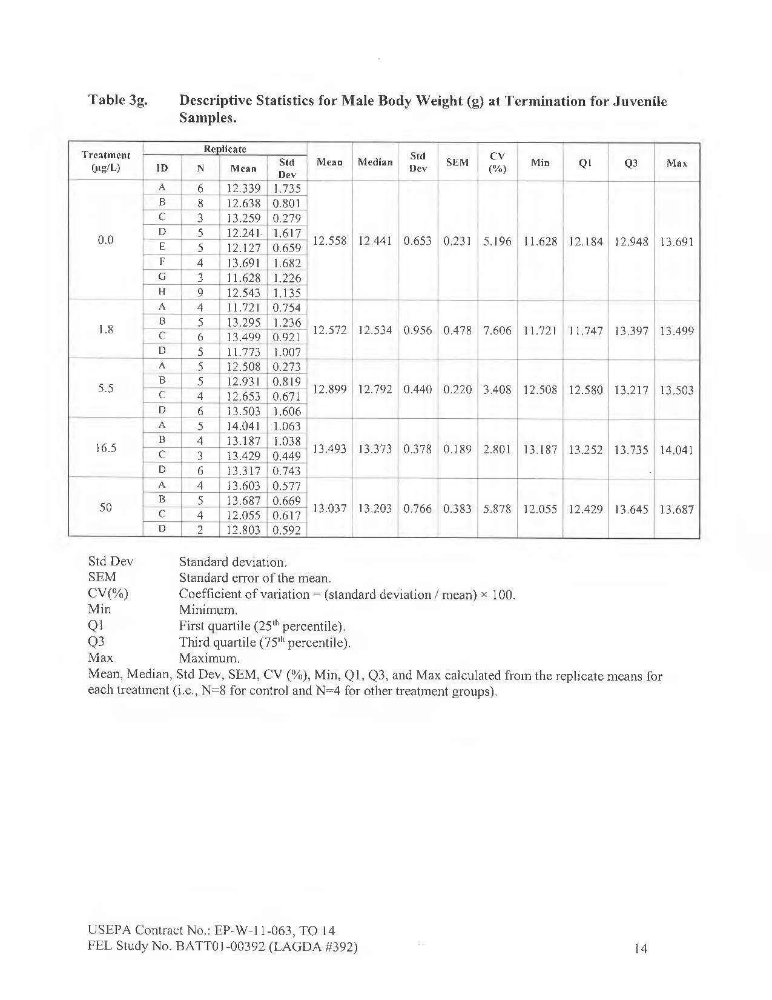 Table 3g. Descriptive Statistics for Male Body Weight (g) at Termination for Juvenile
Samples.
Treatment (µg/L) Replicate Mean Median Std Dev SEM CV (%) Min Q1 Q3 Max
ID N Mean Std Dev
0.0 12.558 12.441 0.653 0.231 5.196 11.628 12.184 12.948 13.691
A 6 12.339 1.735
B 8 12.638 0.801
C 3 13.259 0.279
D 5 12.241 1.617
E 5 12.127 0.659
F 4 13.691 1.682
G 3 11.628 1.226
H 9 12.543 1.135
1.8 12.572 12.534 0.956 0.478 7.606 11.721 11.747 13.397 13.499
A 4 11.721 0.754
B 5 13.295 1.236
C 6 13.499 0.921
D 5 11.773 1.007
5.5 12.899 12.792 0.440 0.220 3.408 12.508 12.580 13.217 13.503
A 5 12.508 0.273
B 5 12.931 0.819
C 4 12.653 0.671
D 6 13.503 1.606
16.5 13.493 13.373 0.378 0.189 2.801 13.187 13.252 13.735 14.041
A 5 14.041 1.063
B 4 13.187 1.038
C 3 13.429 0.449
D 6 13.317 0.743
50 13.037 13.203 0.766 0.383 5.878 12.055 12.429 13.645 13.687
A 4 13.603 0.577
B 5 13.687 0.669
C 4 12.055 0.617
D 2 12.803 0.592
Std Dev Standard deviation.
SEM Standard error of the mean.
CV(%) Coefficient of variation = (standard deviation / mean) × 100.
Min Minimum.
Q1 First quartile (25th percentile).
Q3 Third quartile (75th percentile).
Max Maximum.
Mean, Median, Std Dev, SEM, CV (%), Min, Q1, Q3, and Max calculated from the replicate means for
each treatment (i.e., N=8 for control and N=4 for other treatment groups).
USEPA Contract No.: EP-W-11-063, TO 14
FEL Study No. BATT01-00392 (LAGDA #392) 14